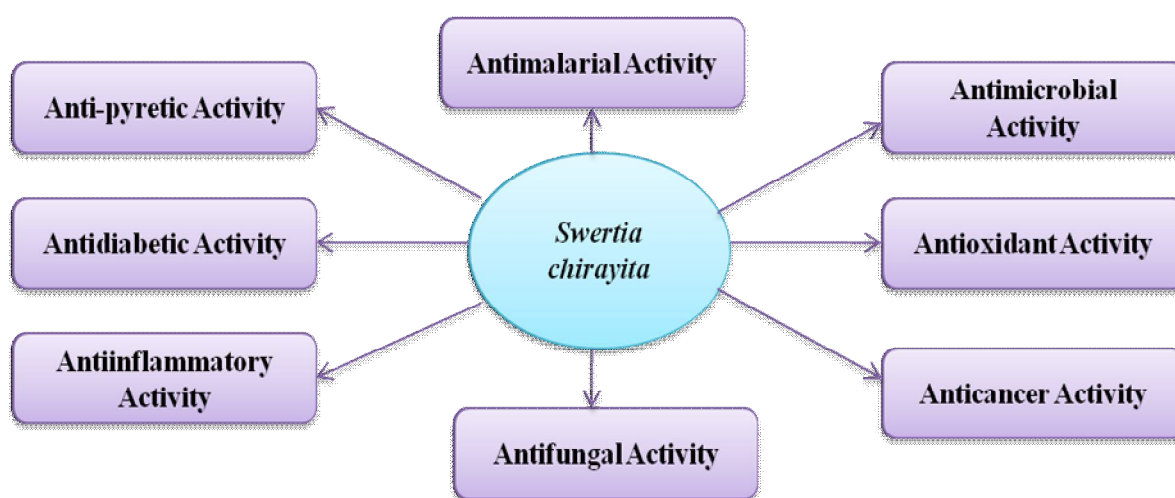 Antimalarial Activity
Anti-pyretic Activity
Antimicrobial
Activity
Antidiabetic Activity
Swertia
chirayita
Antioxidant Activity
Antiinflammatory
Activity
Anticancer Activity
Antifungal Activity